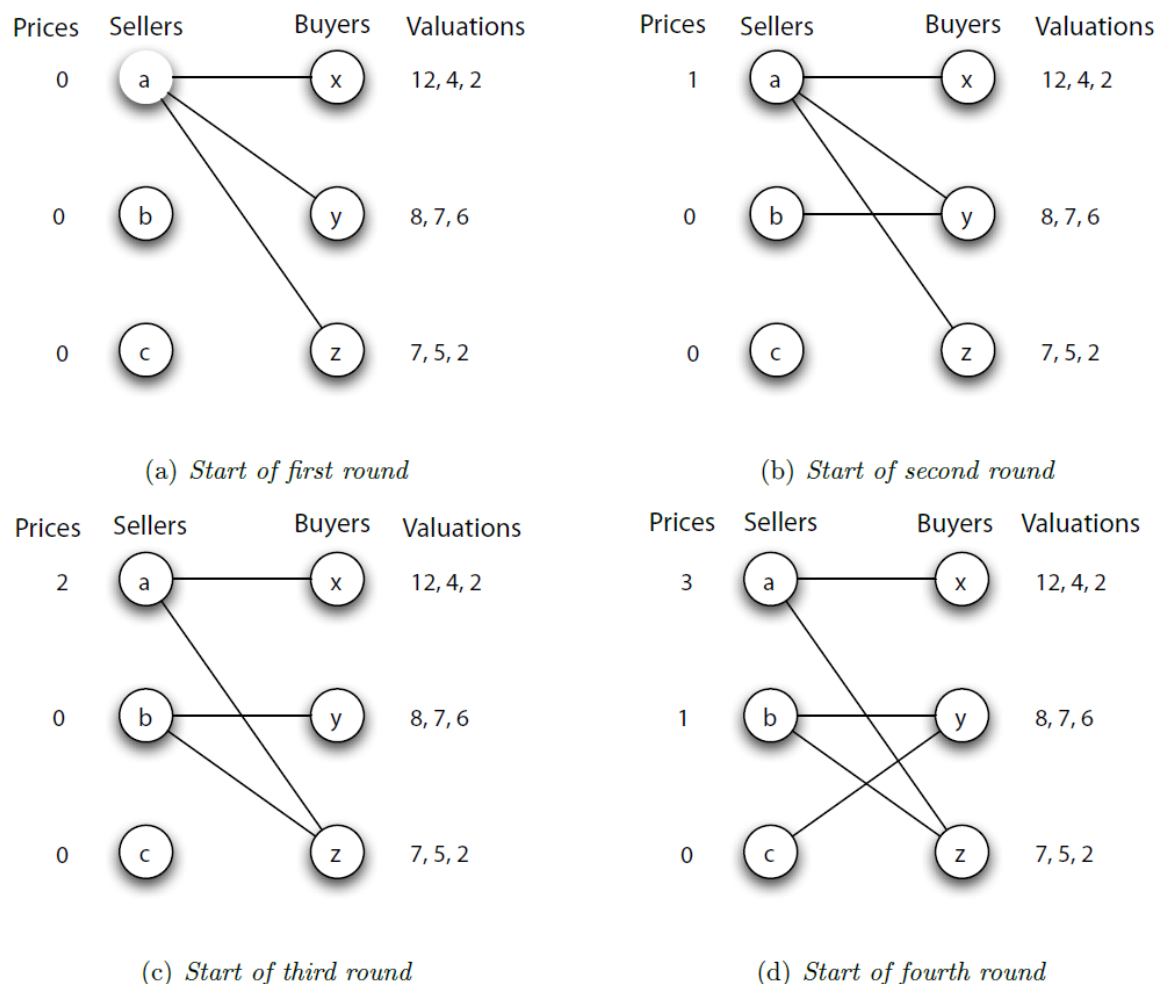 Prices Sellers Buyers Valuations
0 a x 12, 4, 2
0 b y 8, 7, 6
0 c z 7, 5, 2
(a) Start of first round
Prices Sellers Buyers Valuations
1 a x 12, 4, 2
0 b y 8, 7, 6
0 c z 7, 5, 2
(b) Start of second round
Prices Sellers Buyers Valuations
2 a x 12, 4, 2
0 b y 8, 7, 6
0 c z 7, 5, 2
(c) Start of third round
Prices Sellers Buyers Valuations
3 a x 12, 4, 2
1 b y 8, 7, 6
0 c z 7, 5, 2
(d) Start of fourth round